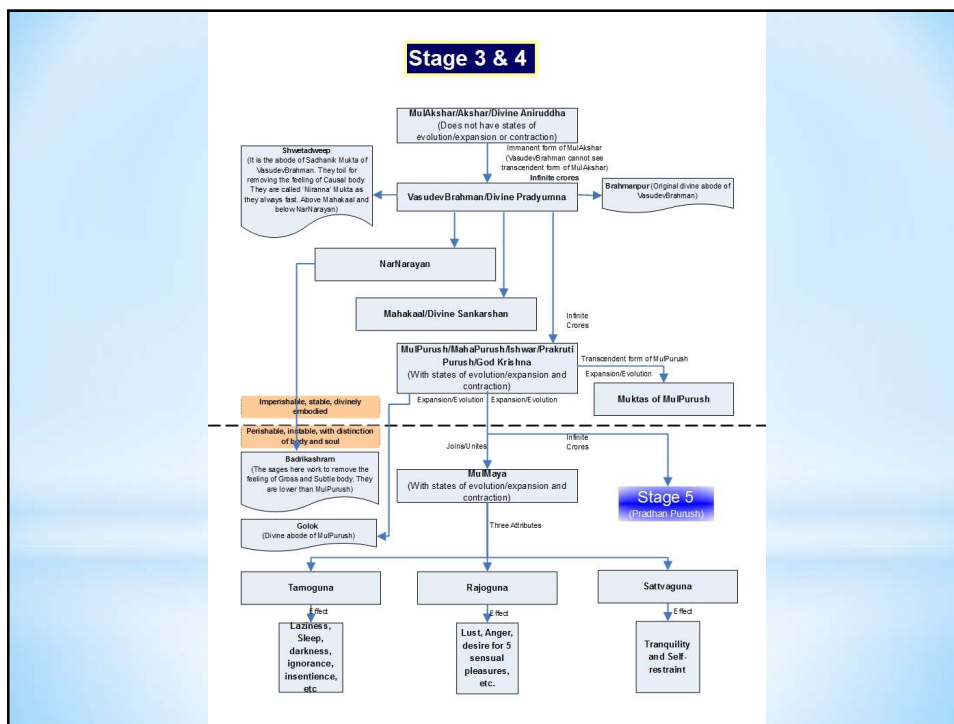 Stage 3 & 4
MulAkshar/Akshar/Divine Aniruddha
(Does not have states of
evolution/expansion or contraction)
Immanent form of MulAkshar
(VasudevBrahman cannot see
transcendent form of MulAkshar)
Infinite crores
Shwetadweep
(It is the abode of Sadhanik Mukta of
VasudevBrahman. They toil for
removing the feeling of Causal body.
They are called 'Niranna' Mukta as
they always fast. Above Mahakaal and
below NarNarayan)
VasudevBrahman/Divine Pradyumna
Brahmanpur (Original divine abode of
VasudevBrahman)
NarNarayan
Mahakaal/Divine Sankarshan
Infinite
Crores
MulPurush/MahaPurush/Ishwar/Prakruti
Purush/God Krishna
(With states of evolution/expansion and
contraction)
Transcendent form of MulPurush
Expansion/Evolution
Muktas of MulPurush
Imperishable, stable, divinely
embodied
Expansion/Evolution
Expansion/Evolution
Perishable, instable, with distinction
of body and soul
Joins/Unites
Infinite
Crores
Badrikashram
(The sages here work to remove the
feeling of Gross and Subtle body. They
are lower than MulPurush)
MulMaya
(With states of evolution/expansion and
contraction)
Stage 5
(Pradhan Purush)
Golok
(Divine abode of MulPurush)
Three Attributes
Tamoguna
Rajoguna
Sattvaguna
Effect
Effect
Effect
Laziness,
Sleep,
darkness,
ignorance,
insentience,
etc
Lust, Anger,
desire for 5
sensual
pleasures,
etc.
Tranquility
and Self-
restraint